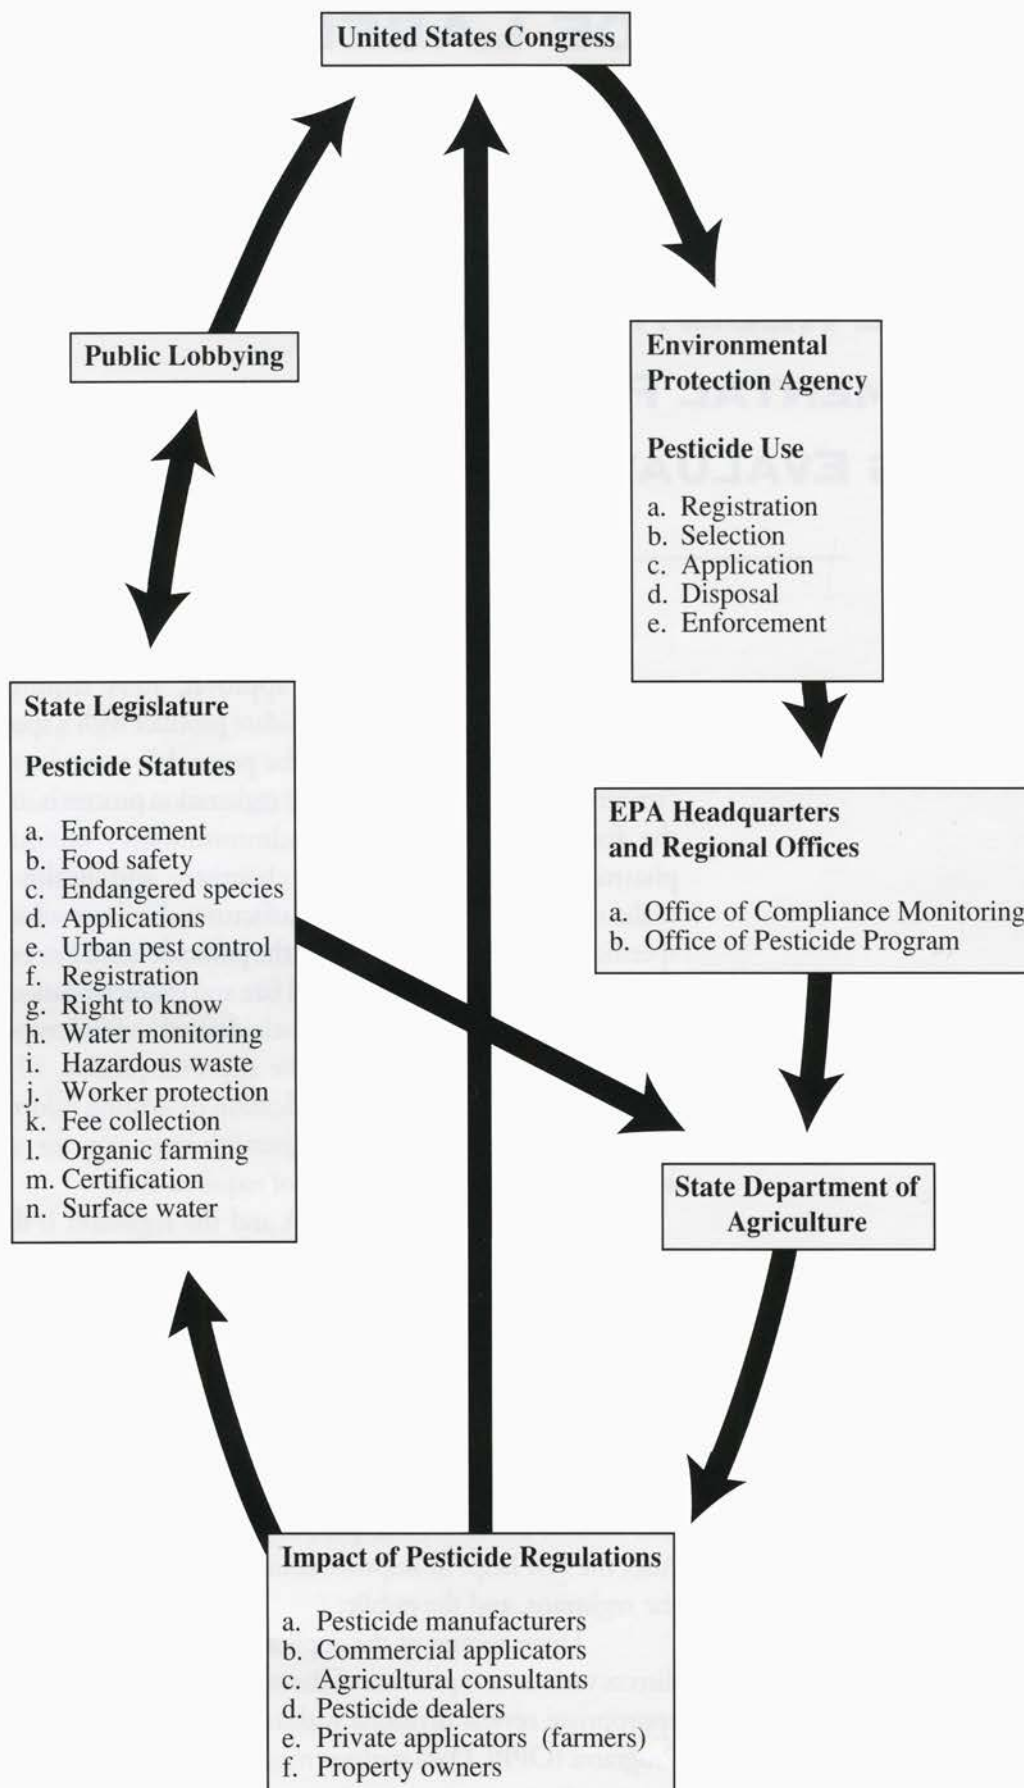 United States Congress
Public Lobbying
Environmental
Protection Agency
Pesticide Use
a. Registration
b. Selection
c. Application
d. Disposal
e. Enforcement
State Legislature
Pesticide Statutes
a. Enforcement
b. Food safety
c. Endangered species
d. Applications
e. Urban pest control
f. Registration
g. Right to know
h. Water monitoring
i. Hazardous waste
j. Worker protection
k. Fee collection
l. Organic farming
m. Certification
n. Surface water
EPA Headquarters
and Regional Offices
a. Office of Compliance Monitoring
b. Office of Pesticide Program
State Department of
Agriculture
Impact of Pesticide Regulations
a. Pesticide manufacturers
b. Commercial applicators
c. Agricultural consultants
d. Pesticide dealers
e. Private applicators (farmers)
f. Property owners